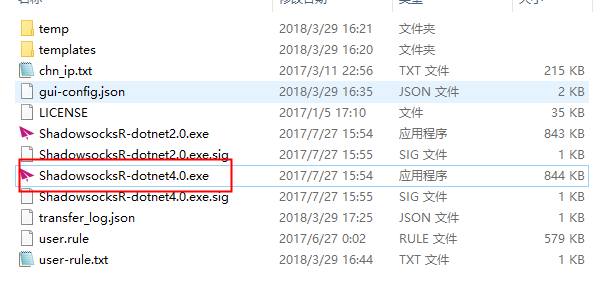 名称 修改日期 类型 大小
temp 2018/3/29 16:21 文件夹
templates 2018/3/29 16:20 文件夹
chn_ip.txt 2017/3/11 22:56 TXT 文件 215 KB
gui-config.json 2018/3/29 16:35 JSON 文件 2 KB
LICENSE 2017/1/5 17:10 文件 35 KB
ShadowsocksR-dotnet2.0.exe 2017/7/27 15:54 应用程序 843 KB
ShadowsocksR-dotnet2.0.exe.sig 2017/7/27 15:55 SIG 文件 1 KB
ShadowsocksR-dotnet4.0.exe 2017/7/27 15:54 应用程序 844 KB
ShadowsocksR-dotnet4.0.exe.sig 2017/7/27 15:55 SIG 文件 1 KB
transfer_log.json 2018/3/29 17:25 JSON 文件 1 KB
user.rule 2017/6/27 0:02 RULE 文件 579 KB
user-rule.txt 2018/3/29 16:44 TXT 文件 1 KB